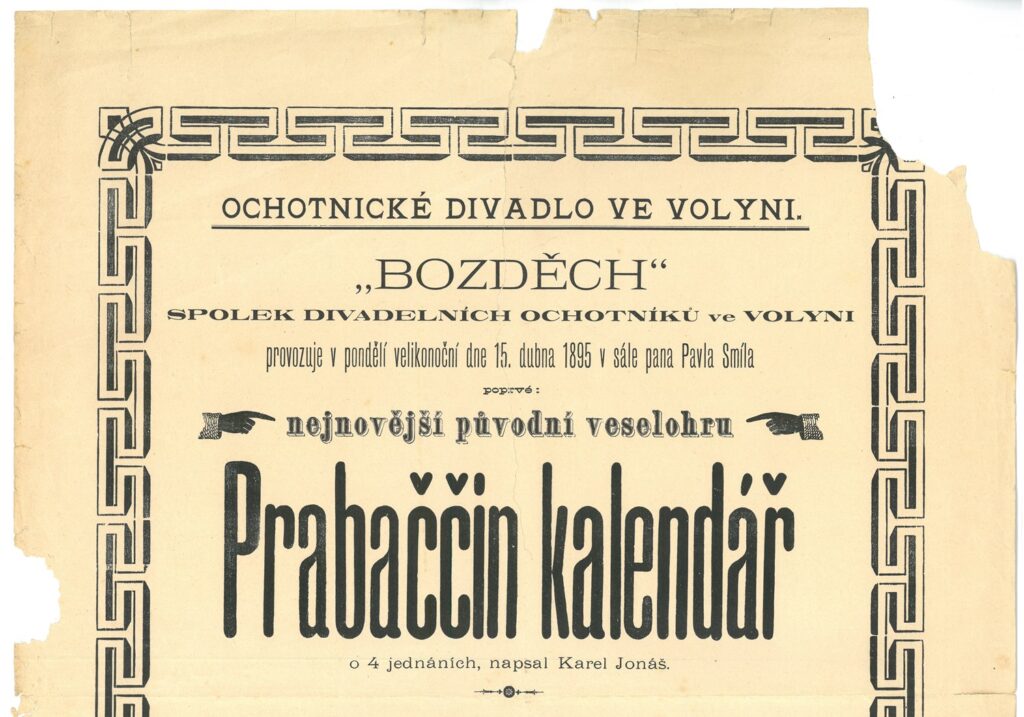 OCHOTNICKÉ DIVADLO VE VOLYNI.
„BOZDĚCH“
SPOLEK DIVADELNÍCH OCHOTNÍKŮ ve VOLYNI
provozuje v pondělí velikonoční dne 15. dubna 1895 v sále pana Pavla Smíla
poprvé:
nejnovější původní veselohru
Prabaččin kalendář
o 4 jednáních, napsal Karel Jonáš.